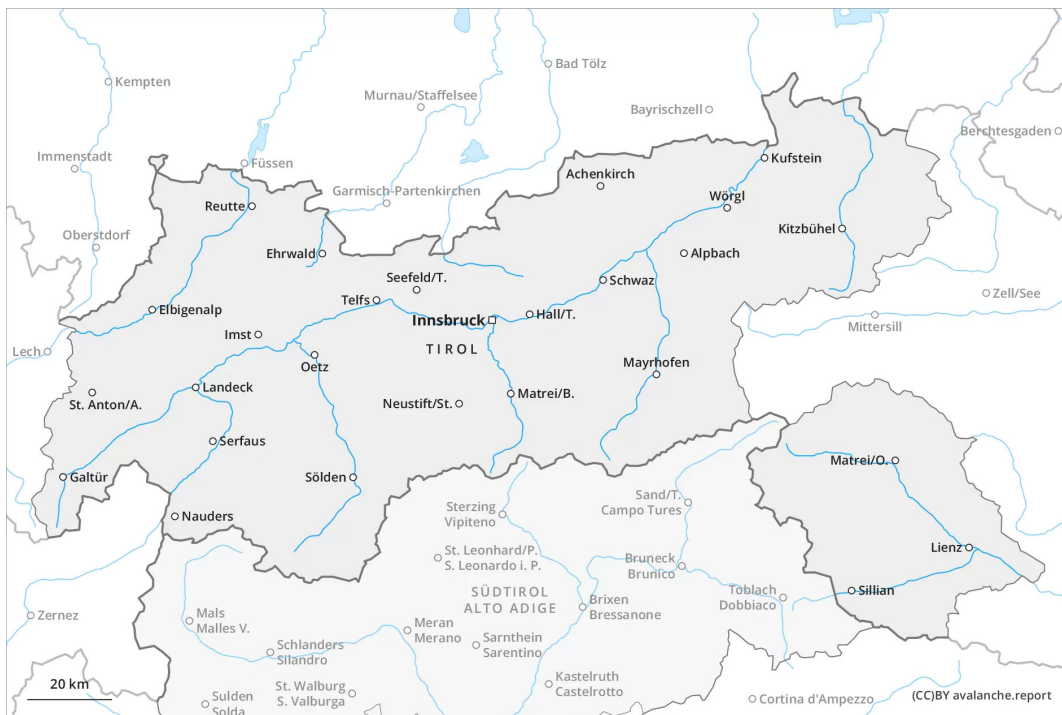 Kempten
Bad Tölz
Murnau/Staffelsee
Bayrischzell
Berchtesgaden
Immenstadt
Füssen
Kufstein
Achenkirch
Garmisch-Partenkirchen
Wörgl
Reutte
Kitzbühel
Oberstdorf
Ehrwald
Alpbach
Seefeld/T.
Schwaz
Zell/See
Telfs
Elbigenalp
Innsbruck
Hall/T.
Mittersill
Imst
TIROL
Lech
Oetz
Mayrhofen
Landeck
St. Anton/A.
Neustift/St.
Matrei/B.
Serfaus
Matrei/O.
Galtür
Sölden
Sand/T.
Campo Tures
Sterzing
Vipiteno
Nauders
Lienz
St. Leonhard/P.
S. Leonardo i. P.
Bruneck
Brunico
SÜDTIROL
ALTO ADIGE
Sillian
Toblach
Dobbiaco
Brixen
Bressanone
Zernez
Mals
Malles V.
Meran
Merano
Sarnthein
Sarentino
Schlanders
Silandro
Kastelruth
Castelrotto
20 km
St. Walburg
S. Valburga
Sulden
Solda
Cortina d'Ampezzo
(CC)BY avalanche.report